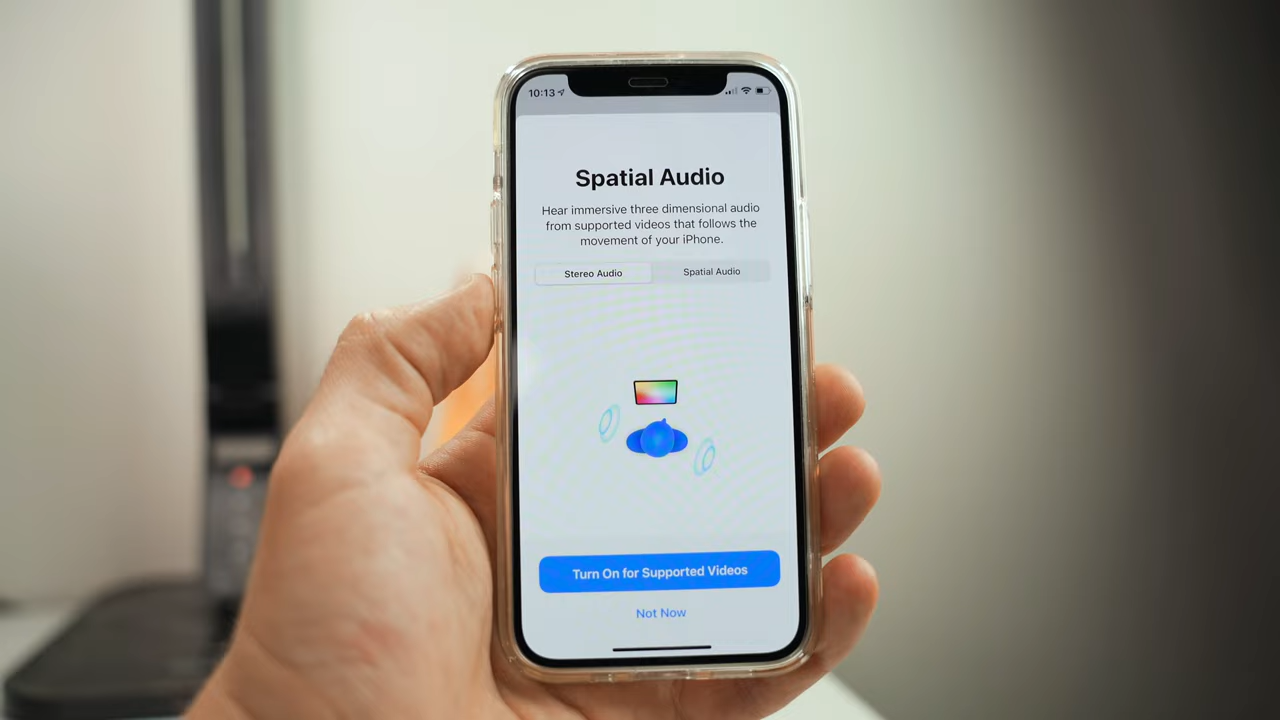 10:13
Spatial Audio
Hear immersive three dimensional audio
from supported videos that follows the
movement of your iPhone.
Stereo Audio
Spatial Audio
Turn On for Supported Videos
Not Now